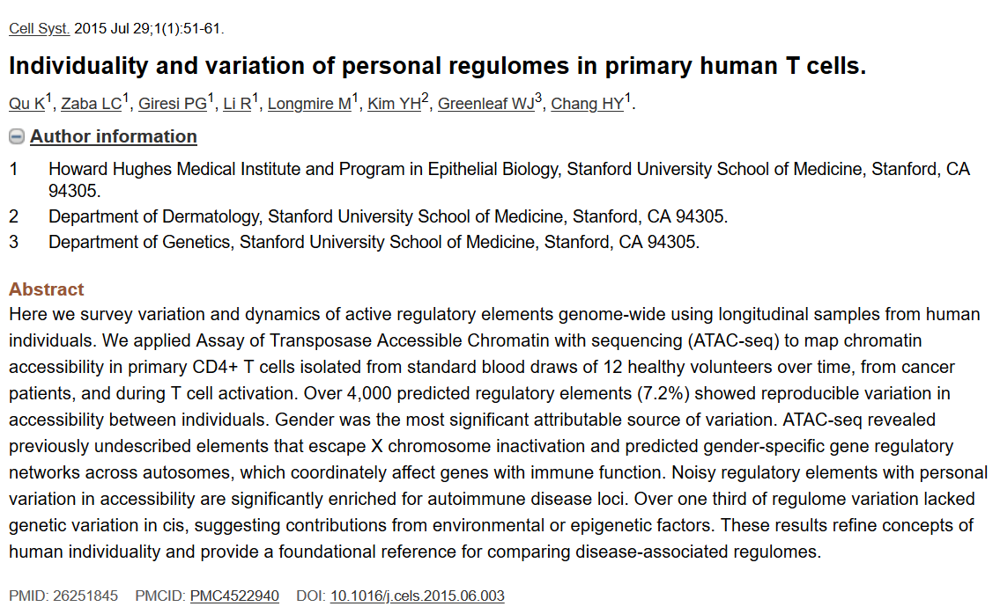 Cell Syst. 2015 Jul 29;1(1):51-61.
Individuality and variation of personal regulomes in primary human T cells.
Qu K1, Zaba LC1, Giresi PG1, Li R1, Longmire M1, Kim YH2, Greenleaf WJ3, Chang HY1.
Author information
1 Howard Hughes Medical Institute and Program in Epithelial Biology, Stanford University School of Medicine, Stanford, CA
94305.
2 Department of Dermatology, Stanford University School of Medicine, Stanford, CA 94305.
3 Department of Genetics, Stanford University School of Medicine, Stanford, CA 94305.
Abstract
Here we survey variation and dynamics of active regulatory elements genome-wide using longitudinal samples from human
individuals. We applied Assay of Transposase Accessible Chromatin with sequencing (ATAC-seq) to map chromatin
accessibility in primary CD4+ T cells isolated from standard blood draws of 12 healthy volunteers over time, from cancer
patients, and during T cell activation. Over 4,000 predicted regulatory elements (7.2%) showed reproducible variation in
accessibility between individuals. Gender was the most significant attributable source of variation. ATAC-seq revealed
previously undescribed elements that escape X chromosome inactivation and predicted gender-specific gene regulatory
networks across autosomes, which coordinately affect genes with immune function. Noisy regulatory elements with personal
variation in accessibility are significantly enriched for autoimmune disease loci. Over one third of regulome variation lacked
genetic variation in cis, suggesting contributions from environmental or epigenetic factors. These results refine concepts of
human individuality and provide a foundational reference for comparing disease-associated regulomes.
PMID: 26251845 PMCID: PMC4522940 DOI: 10.1016/j.cels.2015.06.003